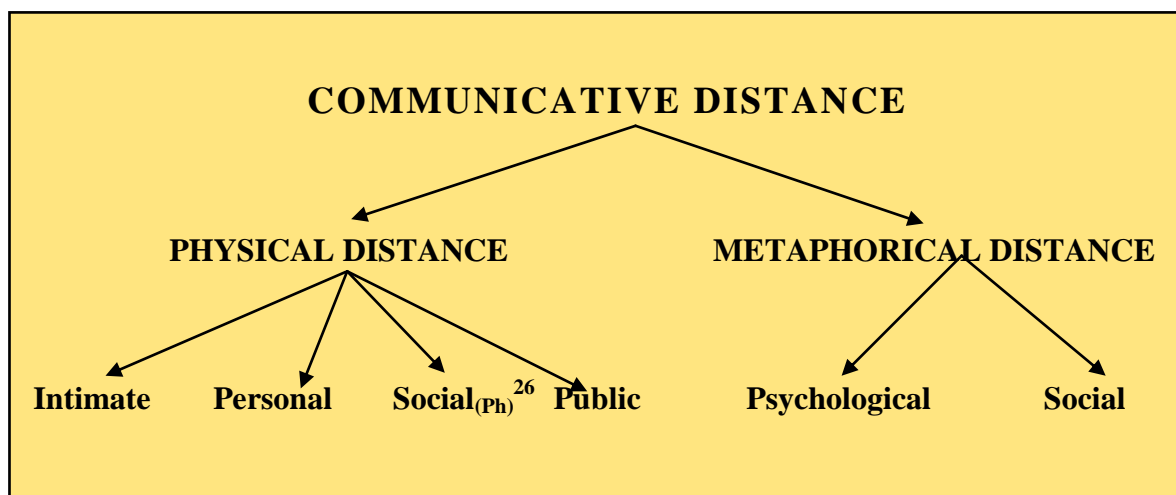 COMMUNICATIVE DISTANCE
PHYSICAL DISTANCE METAPHORICAL DISTANCE
Intimate Personal Social(Ph)26 Public Psychological Social